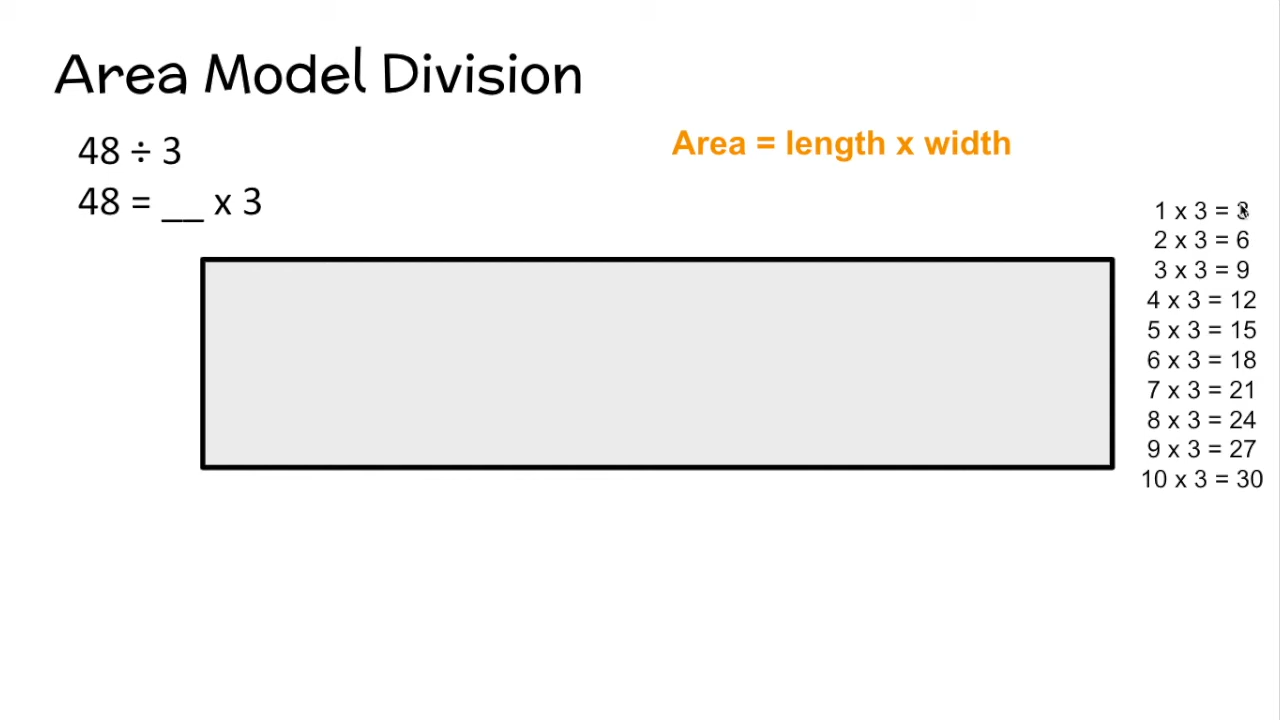 Area Model Division
48 ÷ 3
48 = __ x 3
Area = length x width
1 x 3 = 3
2 x 3 = 6
3 x 3 = 9
4 x 3 = 12
5 x 3 = 15
6 x 3 = 18
7 x 3 = 21
8 x 3 = 24
9 x 3 = 27
10 x 3 = 30